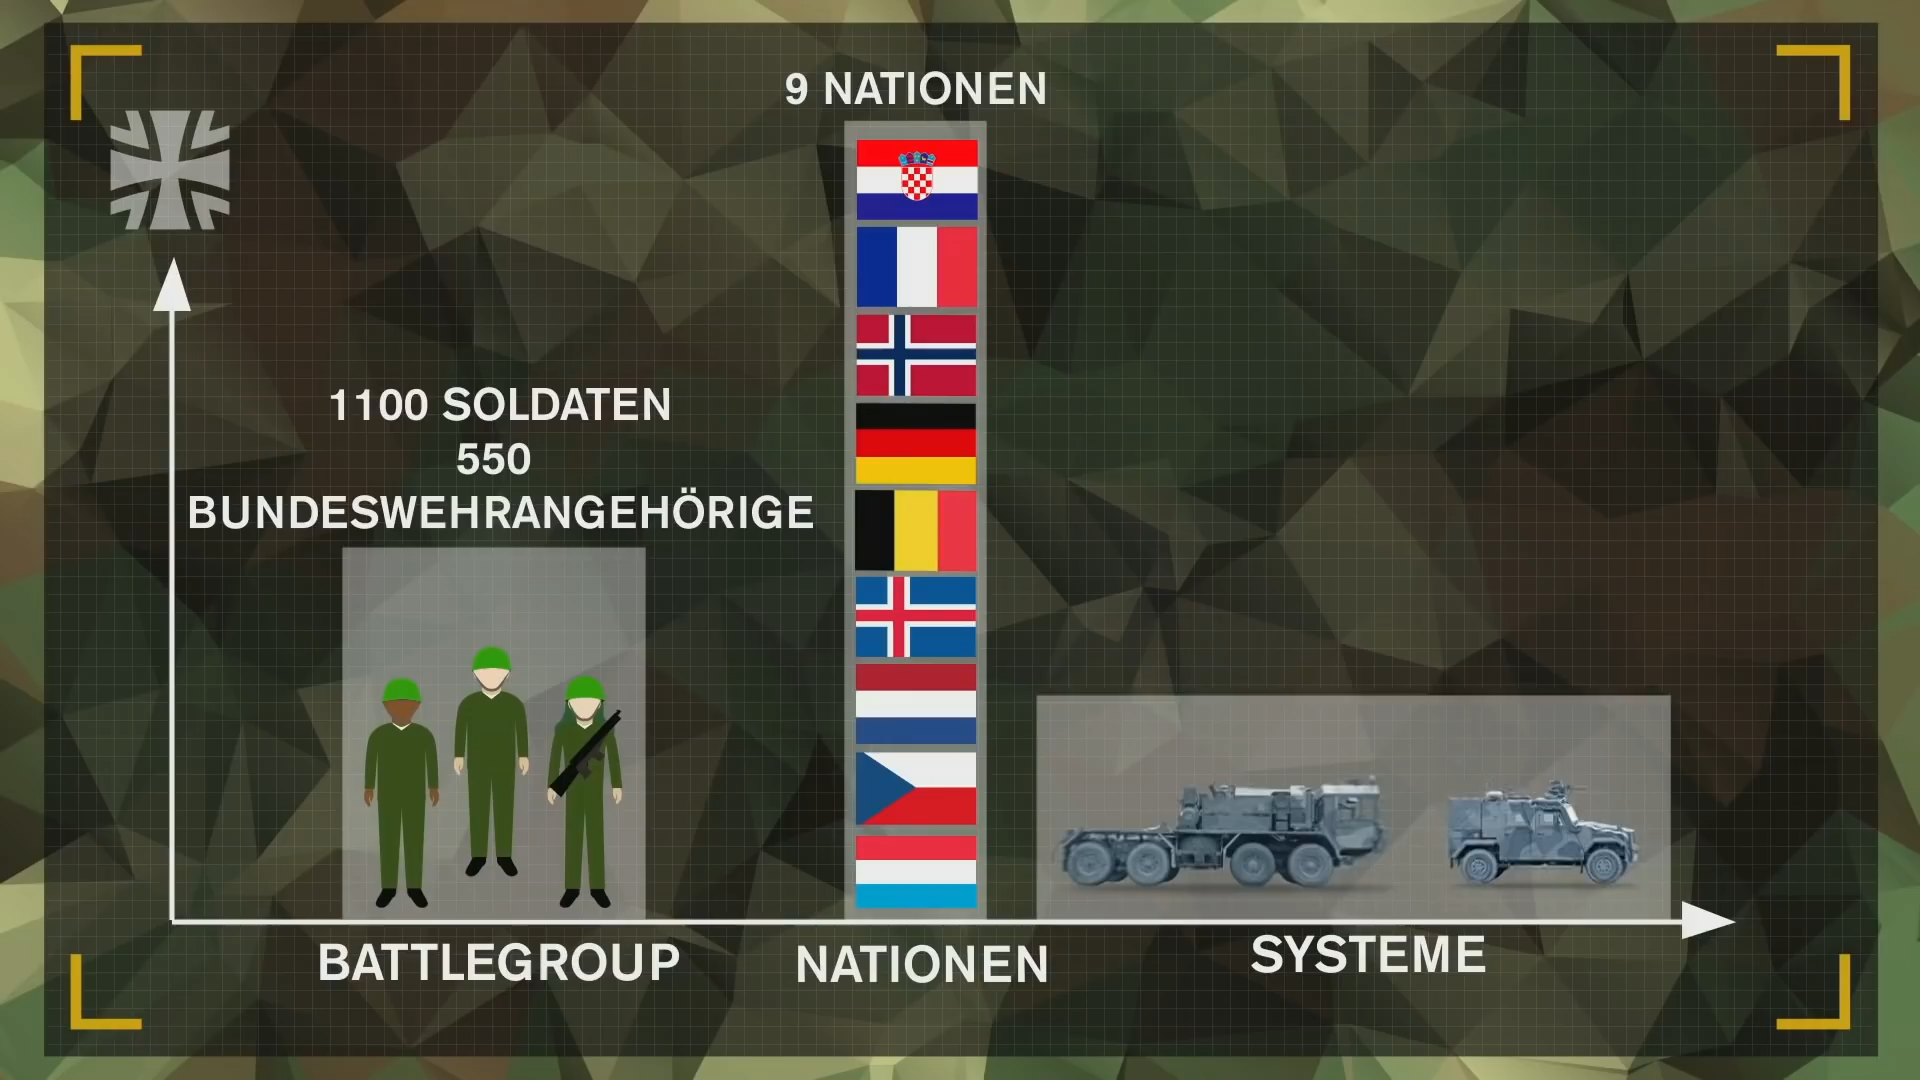 9 NATIONEN
1100 SOLDATEN
550
BUNDESWEHRANGEHÖRIGE
BATTLEGROUP
NATIONEN
SYSTEME